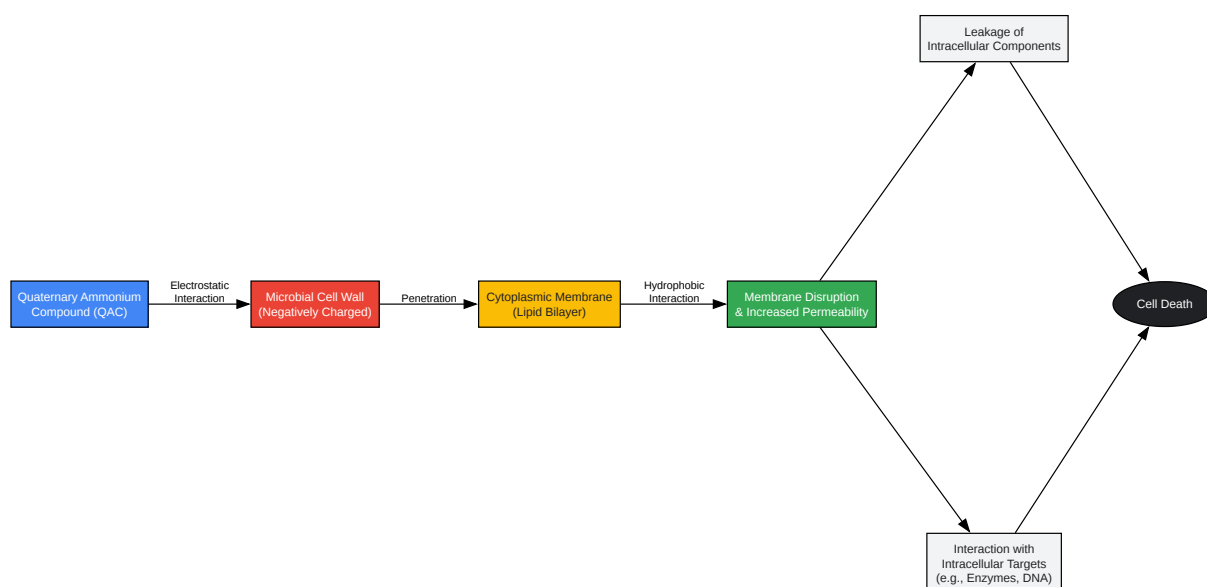 Leakage of
Intracellular Components
Quaternary Ammonium
Compound (QAC)
Electrostatic
Interaction
Microbial Cell Wall
(Negatively Charged)
Penetration
Cytoplasmic Membrane
(Lipid Bilayer)
Hydrophobic
Interaction
Membrane Disruption
& Increased Permeability
Cell Death
Interaction with
Intracellular Targets
(e.g., Enzymes, DNA)